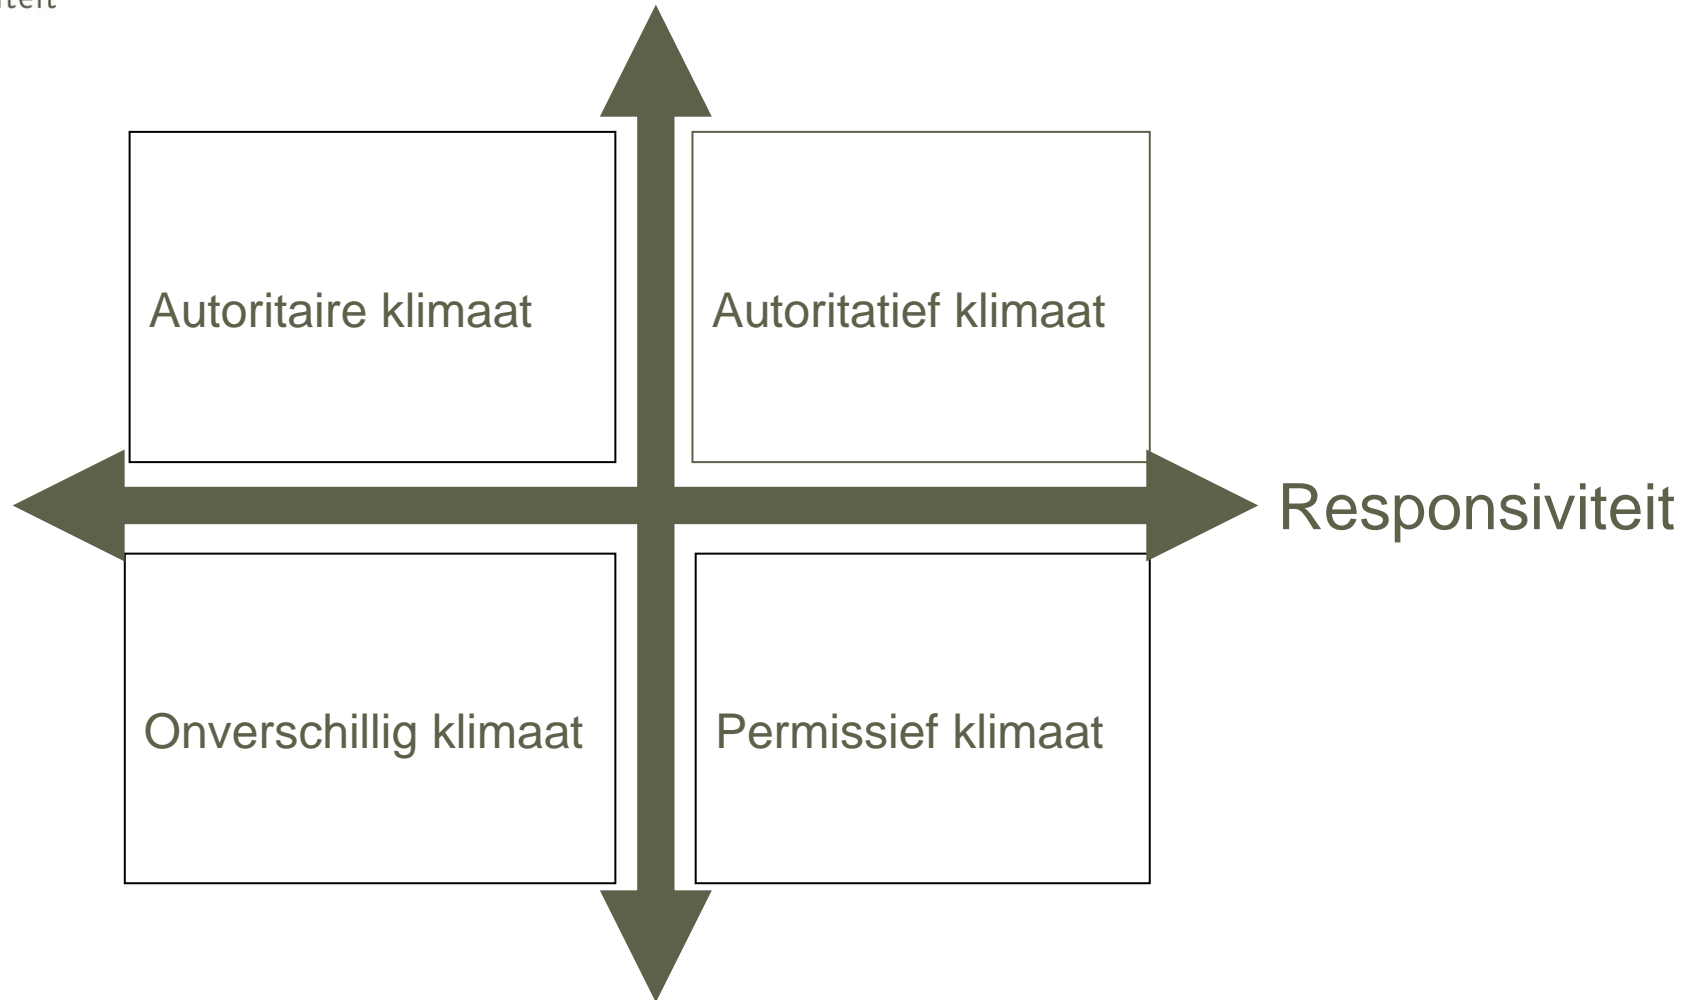 Autoritaire klimaat
Autoritatief klimaat
Responsiviteit
Onverschillig klimaat
Permissief klimaat